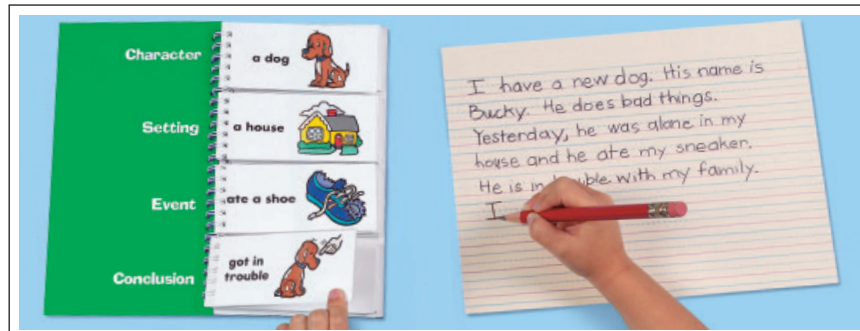 Character
a dog
Setting
a house
Event
ate a shoe
Conclusion
got in
trouble
I have a new dog. His name is
Bucky. He does bad things.
Yesterday, he was alone in my
house and he ate my sneaker.
He is in trouble with my family.
I